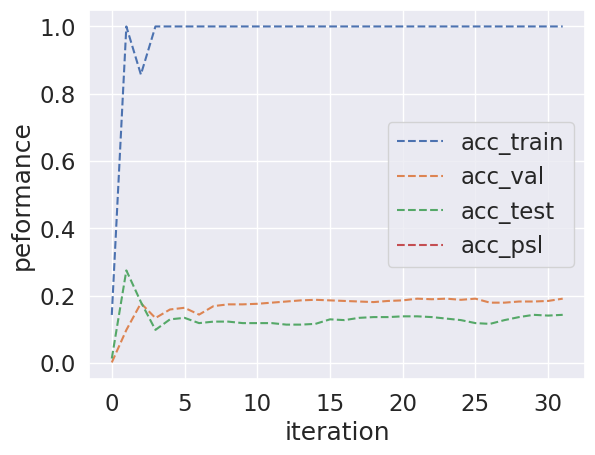 1.0
0.8
0.6
0.4
0.2
0.0
peformance
acc_train
acc_val
acc_test
acc_psl
0 5 10 15 20 25 30
iteration